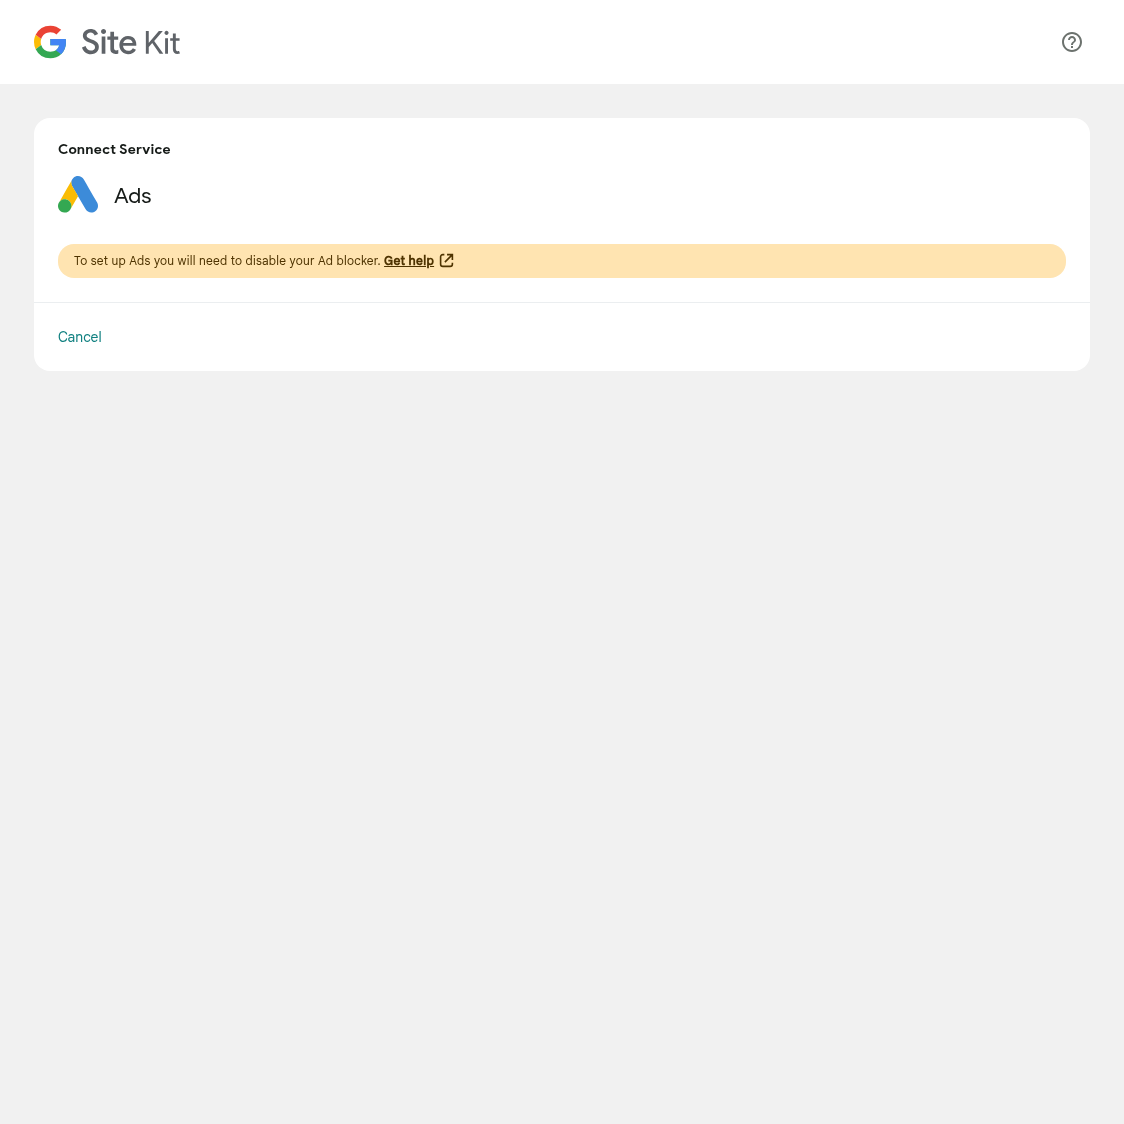 Site Kit
Connect Service
Ads
To set up Ads you will need to disable your Ad blocker. Get help
Cancel